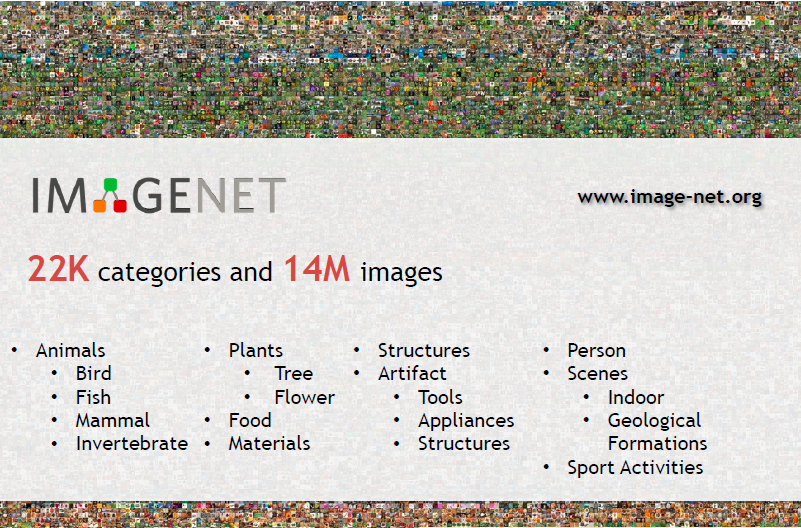 IMAGENET
www.image-net.org
22K categories and 14M images
• Animals
• Bird
• Fish
• Mammal
• Invertebrate
• Plants
• Tree
• Flower
• Food
• Materials
• Structures
• Artifact
• Tools
• Appliances
• Structures
• Person
• Scenes
• Indoor
• Geological
Formations
• Sport Activities